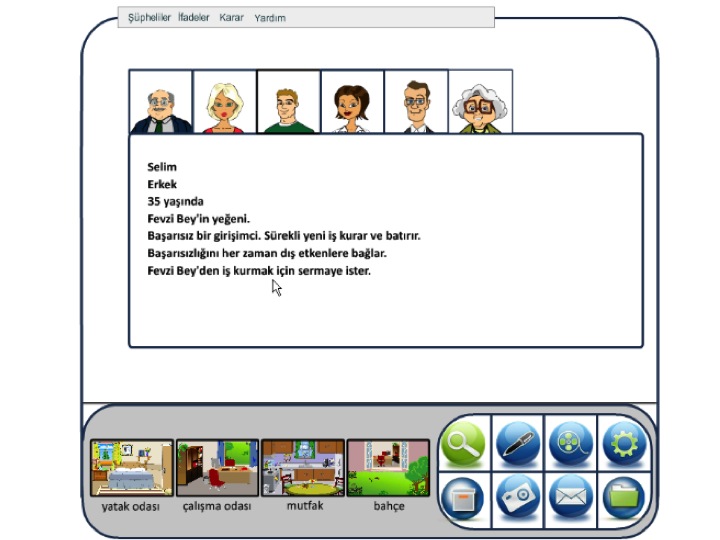 Şüpheliler İfadeler Karar Yardım
Selim
Erkek
35 yaşında
Fevzi Bey'in yeğeni.
Başarısız bir girişimci. Sürekli yeni iş kurar ve batırır.
Başarısızlığını her zaman dış etkenlere bağlar.
Fevzi Bey'den iş kurmak için sermaye ister.
yatak odası çalışma odası mutfak bahçe